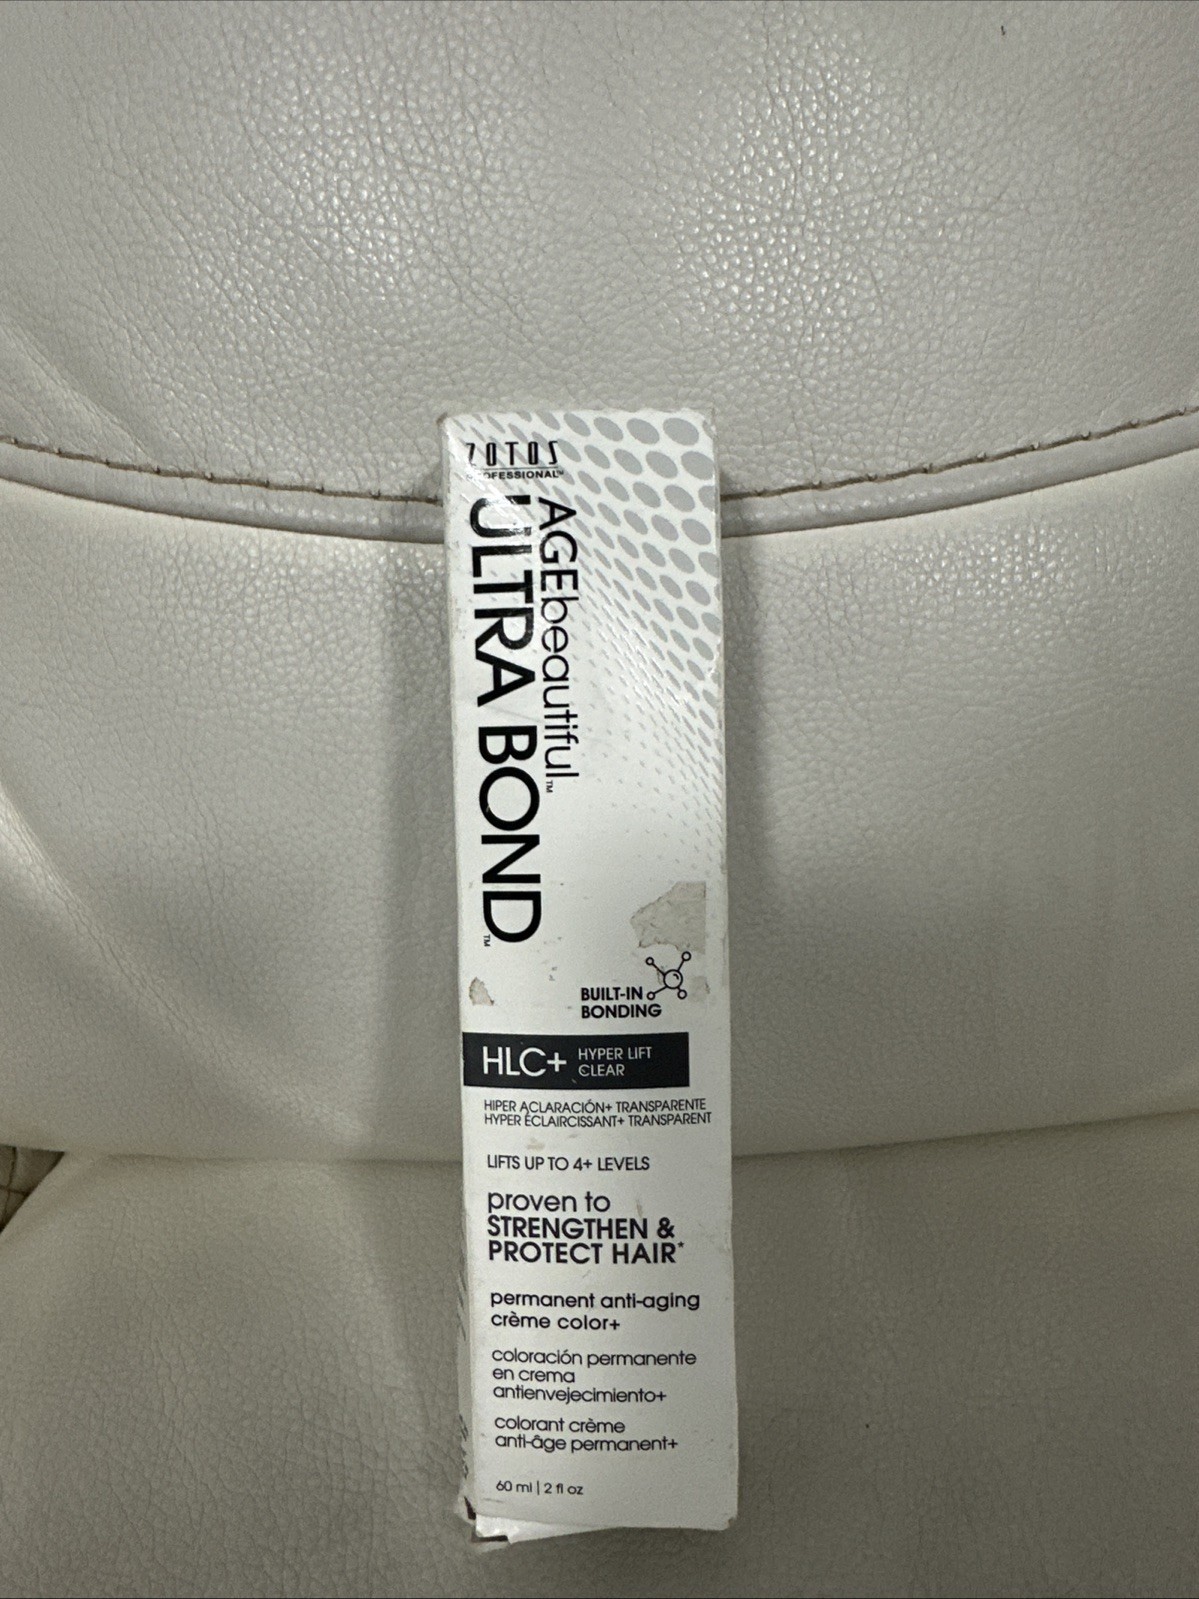 ZOTOS
PROFESSIONAL™
AGEbeautiful™
ULTRA BOND™
BUILT-IN
BONDING
HLC+ HYPER LIFT
CLEAR
HIPER ACLARACIÓN+ TRANSPARENTE
HYPER ÉCLAIRCISSANT+ TRANSPARENT
LIFTS UP TO 4+ LEVELS
proven to
STRENGTHEN &
PROTECT HAIR*
permanent anti-aging
crème color+
coloración permanente
en crema
antienvejecimiento+
colorant crème
anti-âge permanent+
60 ml | 2 fl oz